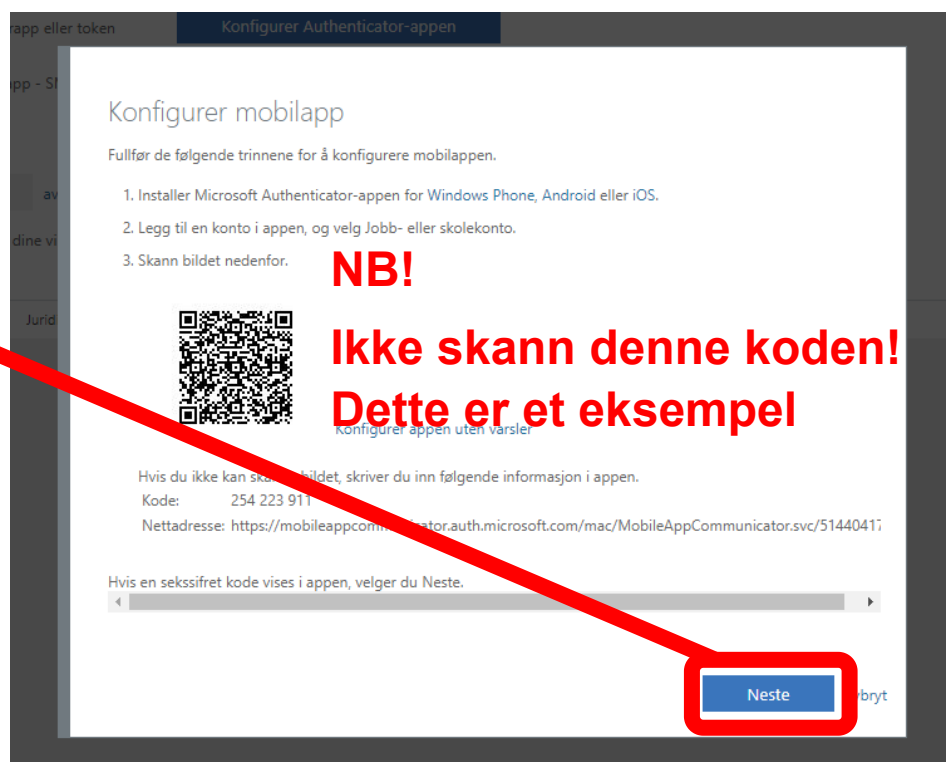 rapp eller token
Konfigurer Authenticator-appen
app - S
Konfigurer mobilapp
Fullfør de følgende trinnene for å konfigurere mobilappen.
av
1. Installer Microsoft Authenticator-appen for Windows Phone, Android eller iOS.
2. Legg til en konto i appen, og velg Jobb- eller skolekonto.
dine vi
3. Skann bildet nedenfor.
NB!
Jurid
Ikke skann denne koden!
Dette er et eksempel
Konfigurer appen uten varsler
Hvis du ikke kan bildet, skriver du inn følgende informasjon i appen.
Kode: 254 223 911
Nettadresse: https://mobileappcommunicator.auth.microsoft.com/mac/MobileAppCommunicator.svc/51440417
Hvis en sekssifret kode vises i appen, velger du Neste.
Neste
bryt